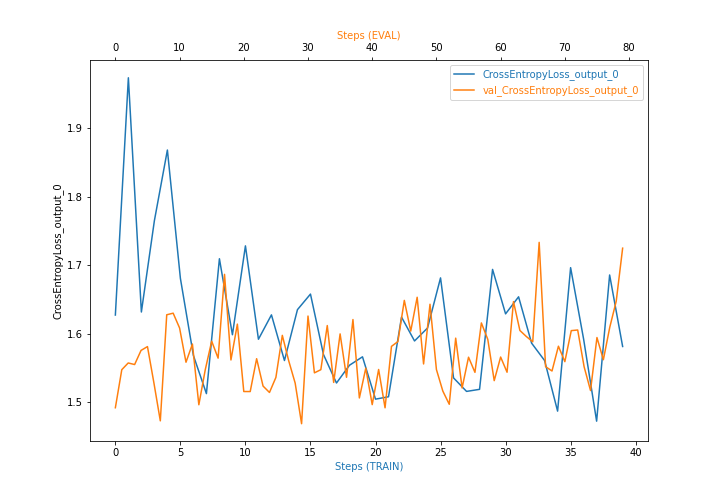 Steps (EVAL)
0 10 20 30 40 50 60 70 80
CrossEntropyLoss_output_0
val_CrossEntropyLoss_output_0
CrossEntropyLoss_output_0
1.9
1.8
1.7
1.6
1.5
0 5 10 15 20 25 30 35 40
Steps (TRAIN)